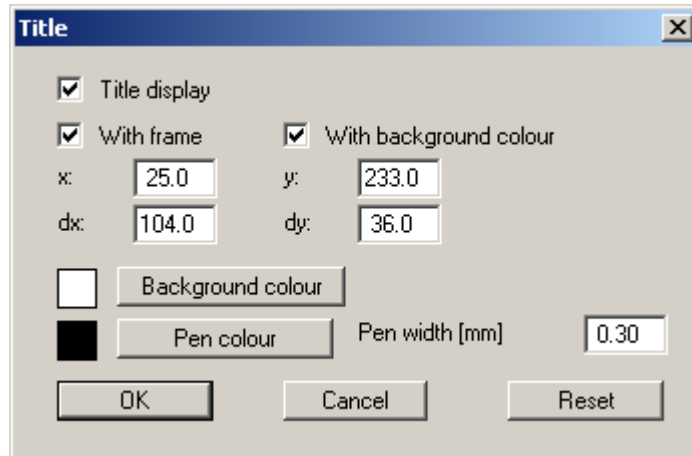 Title
Title display
With frame With background colour
x: 25.0 y: 233.0
dx: 104.0 dy: 36.0
Background colour
Pen colour Pen width [mm] 0.30
OK Cancel Reset